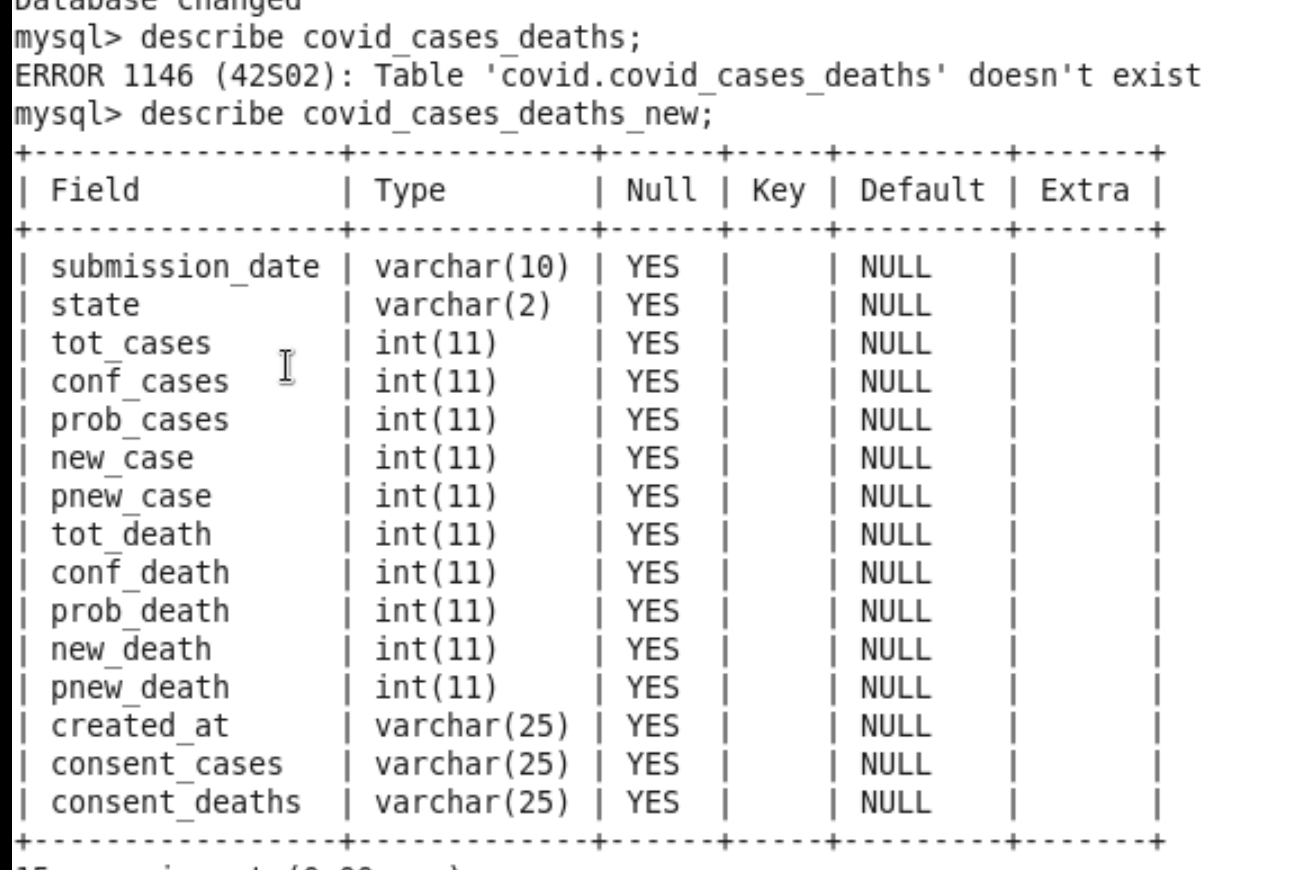 Database changed
mysql> describe covid_cases_deaths;
ERROR 1146 (42S02): Table 'covid.covid_cases_deaths' doesn't exist
mysql> describe covid_cases_deaths_new;
+-----------------+-------------+------+-----+---------+-------+
| Field           | Type        | Null | Key | Default | Extra |
+-----------------+-------------+------+-----+---------+-------+
| submission_date | varchar(10) | YES  |     | NULL    |       |
| state           | varchar(2)  | YES  |     | NULL    |       |
| tot_cases       | int(11)     | YES  |     | NULL    |       |
| conf_cases      | int(11)     | YES  |     | NULL    |       |
| prob_cases      | int(11)     | YES  |     | NULL    |       |
| new_case        | int(11)     | YES  |     | NULL    |       |
| pnew_case       | int(11)     | YES  |     | NULL    |       |
| tot_death       | int(11)     | YES  |     | NULL    |       |
| conf_death      | int(11)     | YES  |     | NULL    |       |
| prob_death      | int(11)     | YES  |     | NULL    |       |
| new_death       | int(11)     | YES  |     | NULL    |       |
| pnew_death      | int(11)     | YES  |     | NULL    |       |
| created_at      | varchar(25) | YES  |     | NULL    |       |
| consent_cases   | varchar(25) | YES  |     | NULL    |       |
| consent_deaths  | varchar(25) | YES  |     | NULL    |       |
+-----------------+-------------+------+-----+---------+-------+